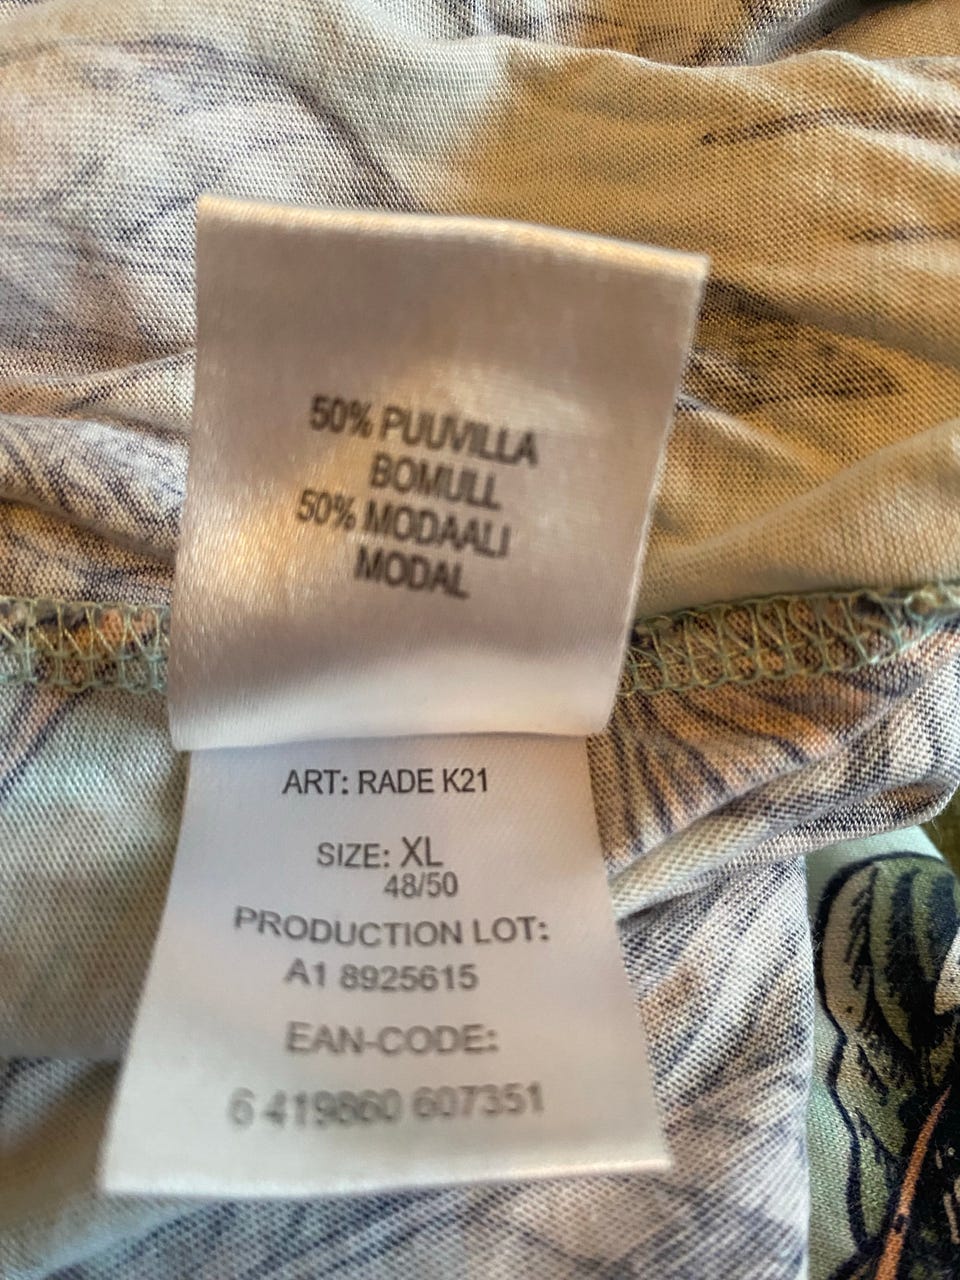 50% PUUVILLA
BOMULL
50% MODAALI
MODAL
ART: RADE K21
SIZE: XL
48/50
PRODUCTION LOT:
A1 8925615
EAN-CODE:
6 419860 607351